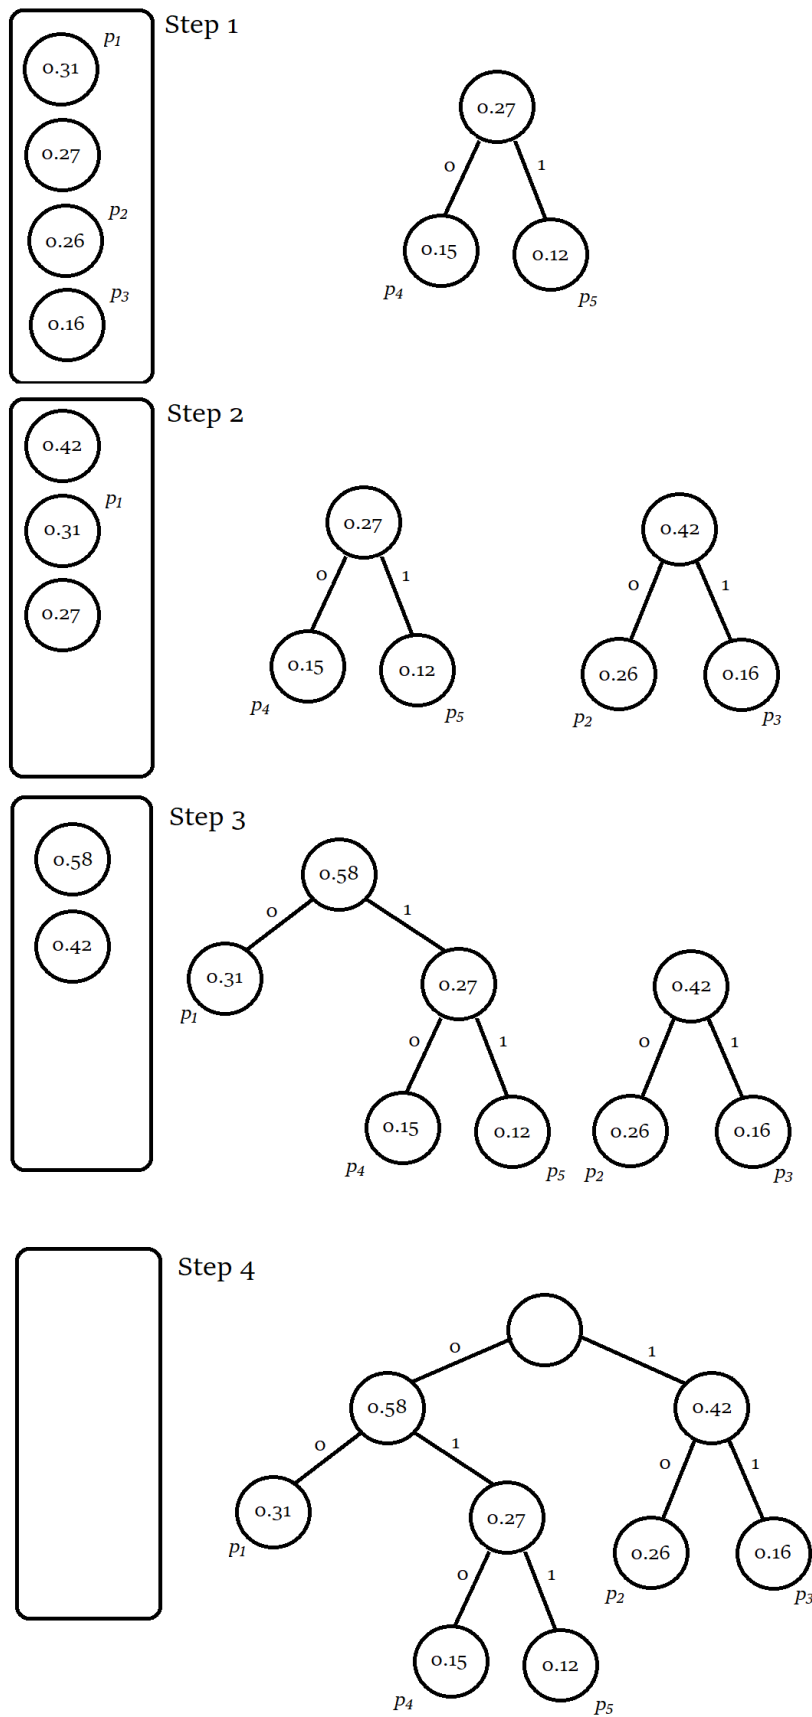 Step 1
p₁
0.31
0.27
0.27
0 1
p₂
0.26
0.15 0.12
p₄ p₅
p₃
0.16
Step 2
0.42
p₁
0.31
0.27 0.42
0 1 0 1
0.27
0.15 0.12 0.26 0.16
p₄ p₅ p₂ p₃
Step 3
0.58
0.58
0 1
0.42
0.31 0.27 0.42
p₁
0 1 0 1
0.15 0.12 0.26 0.16
p₄ p₅ p₂ p₃
Step 4
0 1
0.58 0.42
0 1 0 1
0.31 0.27 0.26 0.16
p₁ p₂ p₃
0 1
0.15 0.12
p₄ p₅